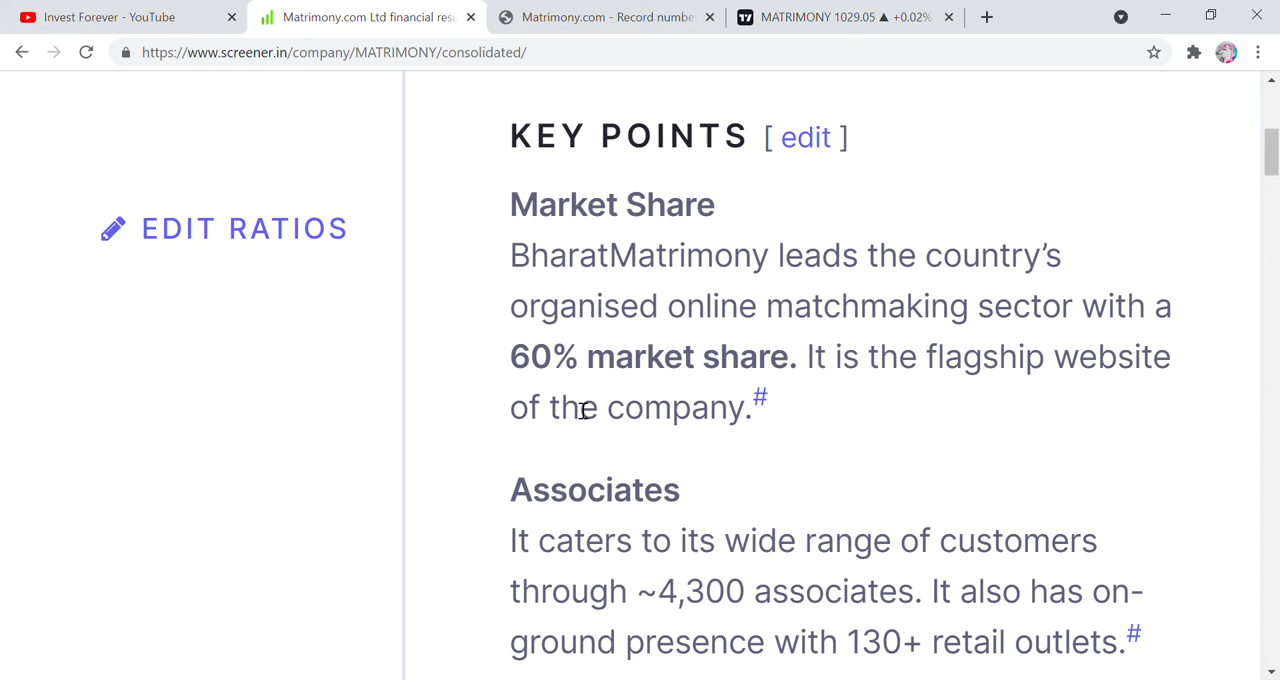 Invest Forever - YouTube
Matrimony.com Ltd financial resu
Matrimony.com - Record number
MATRIMONY 1029.05 ▲ +0.02%
https://www.screener.in/company/MATRIMONY/consolidated/
KEY POINTS [ edit ]
EDIT RATIOS
Market Share
BharatMatrimony leads the country’s
organised online matchmaking sector with a
60% market share. It is the flagship website
of the company.#
Associates
It caters to its wide range of customers
through ~4,300 associates. It also has on-
ground presence with 130+ retail outlets.#